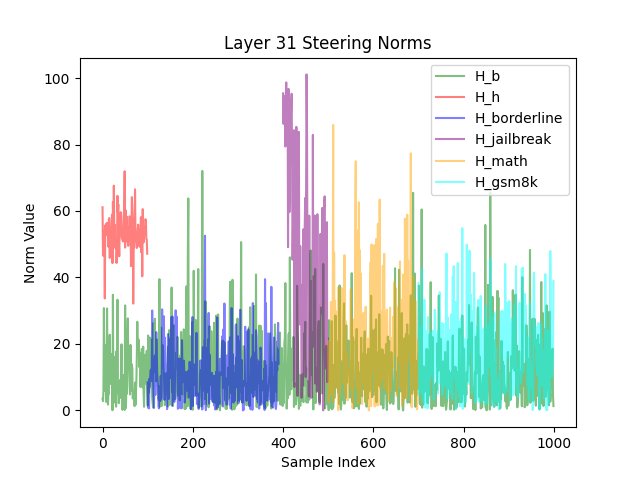 Layer 31 Steering Norms
100
80
60
40
20
0
Norm Value
H_b
H_h
H_borderline
H_jailbreak
H_math
H_gsm8k
0
200
400
600
800
1000
Sample Index